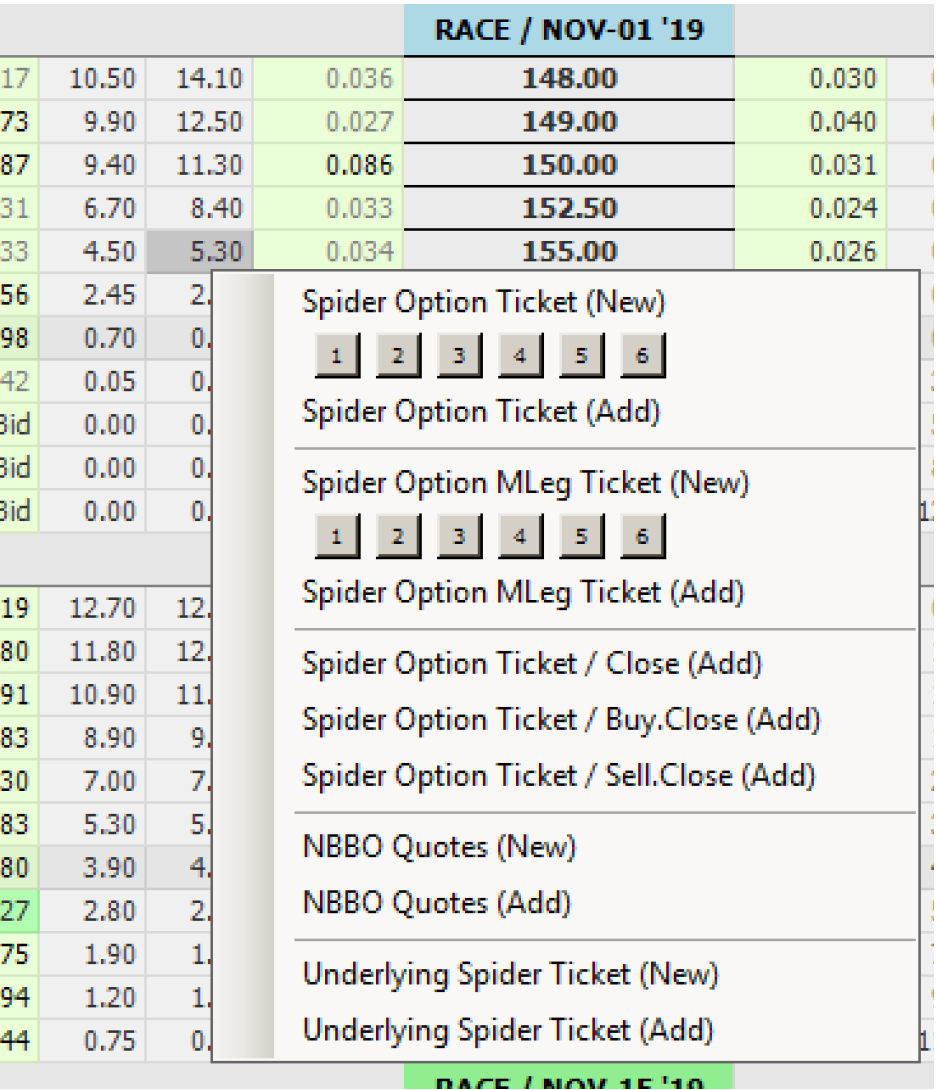 RACE / NOV-01 '19
17 10.50 14.10 0.036 148.00 0.030
73 9.90 12.50 0.027 149.00 0.040
87 9.40 11.30 0.086 150.00 0.031
31 6.70 8.40 0.033 152.50 0.024
33 4.50 5.30 0.034 155.00 0.026
56 2.45 2.
98 0.70 0.
42 0.05 0.
Bid 0.00 0.
Bid 0.00 0.
Bid 0.00 0.
19 12.70 12.
80 11.80 12.
91 10.90 11.
83 8.90 9.
30 7.00 7.
83 5.30 5.
80 3.90 4.
27 2.80 2.
75 1.90 1.
94 1.20 1.
44 0.75 0.
Spider Option Ticket (New)
1 2 3 4 5 6
Spider Option Ticket (Add)
Spider Option MLeg Ticket (New)
1 2 3 4 5 6
Spider Option MLeg Ticket (Add)
Spider Option Ticket / Close (Add)
Spider Option Ticket / Buy.Close (Add)
Spider Option Ticket / Sell.Close (Add)
NBBO Quotes (New)
NBBO Quotes (Add)
Underlying Spider Ticket (New)
Underlying Spider Ticket (Add)
RACE / NOV-15 '19